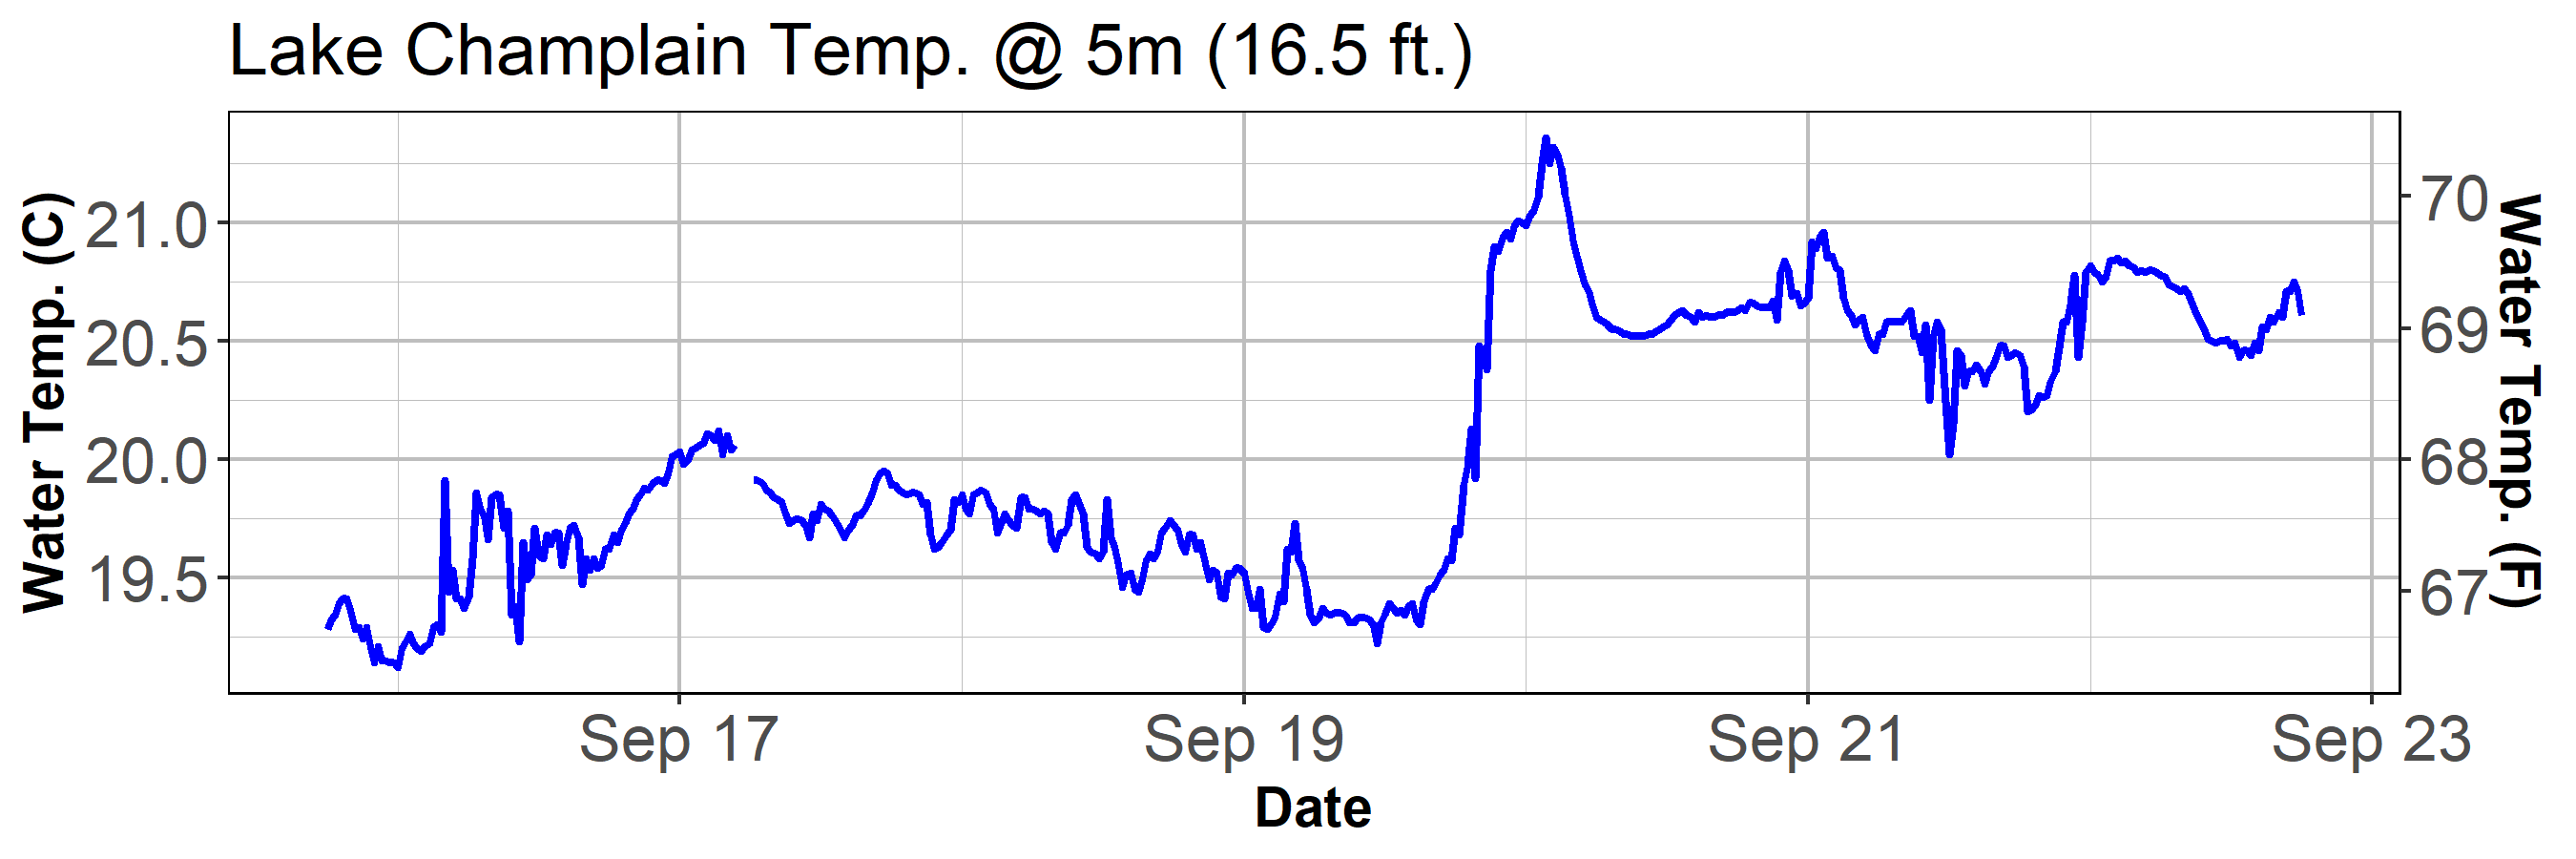 Lake Champlain Temp. @ 5m (16.5 ft.)
Water Temp. (C)
21.0
20.5
20.0
19.5
70
69
68
67
Water Temp. (F)
Sep 17
Sep 19
Sep 21
Sep 23
Date